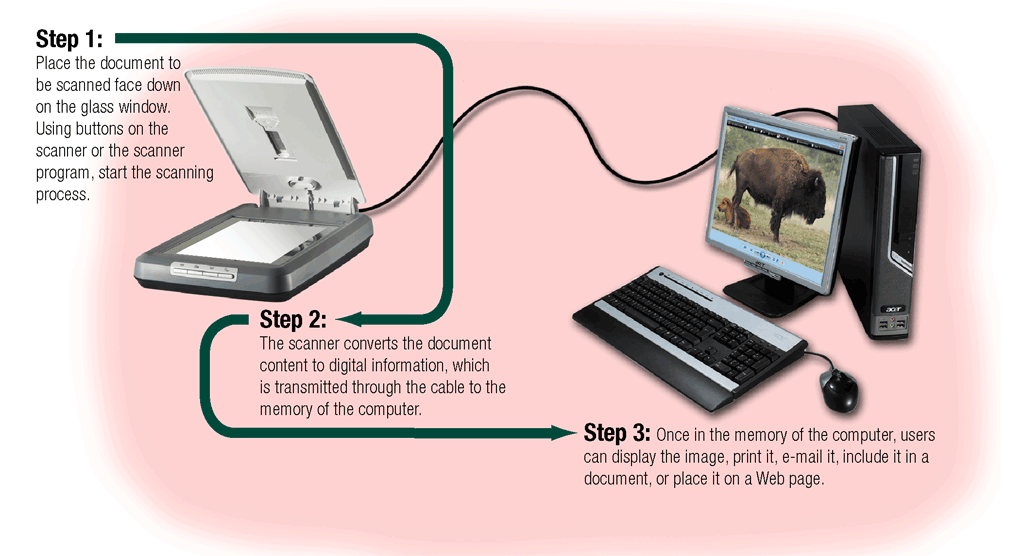 Step 1:
Place the document to
be scanned face down
on the glass window.
Using buttons on the
scanner or the scanner
program, start the scanning
process.
Step 2:
The scanner converts the document
content to digital information, which
is transmitted through the cable to the
memory of the computer.
Step 3: Once in the memory of the computer, users
can display the image, print it, e-mail it, include it in a
document, or place it on a Web page.
acer